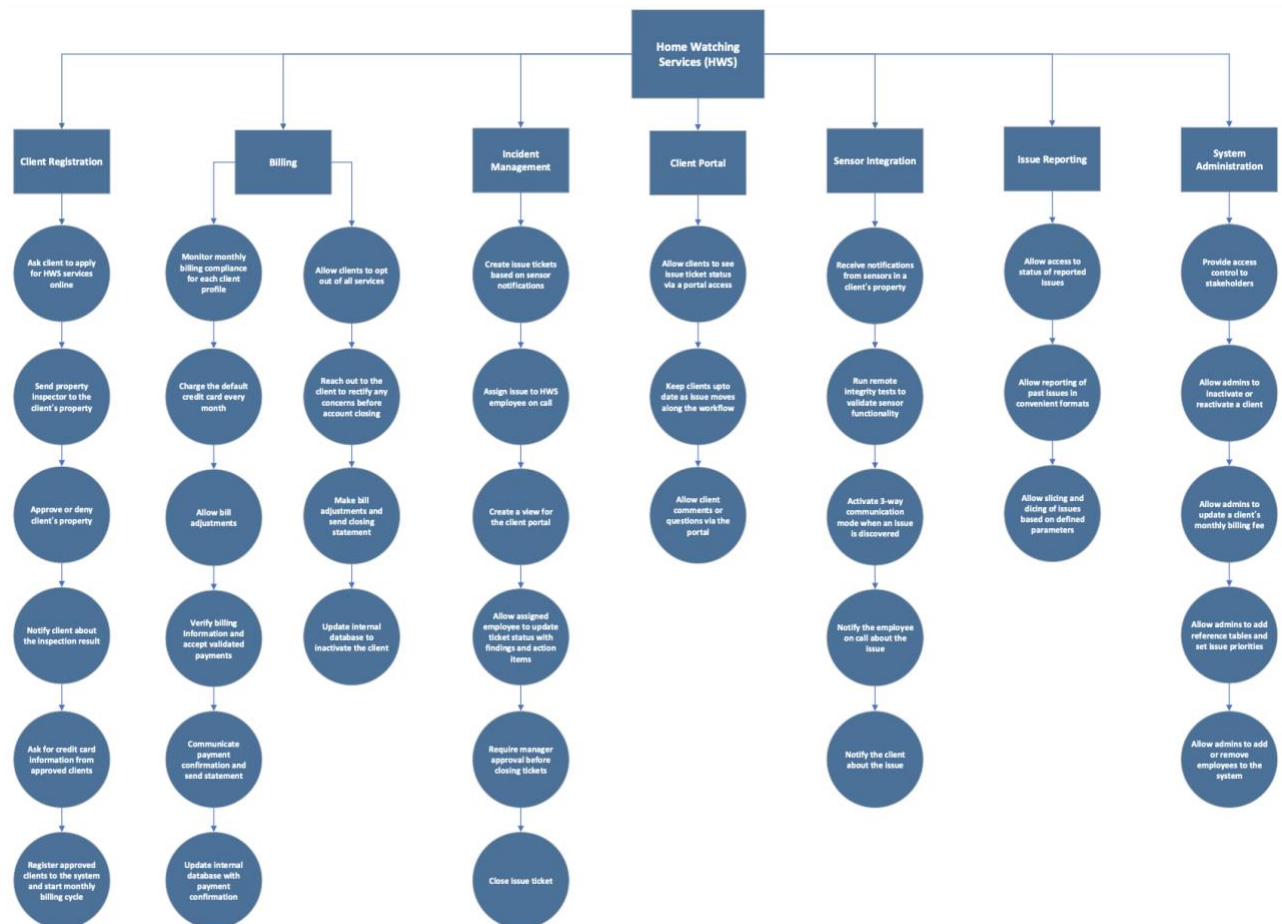 Home Watching
Services (HWS)
Client Registration
Billing
Incident
Management
Client Portal
Sensor Integration
Issue Reporting
System
Administration
Ask client to apply
for HWS services
online
Send property
inspector to the
client's property
Approve or deny
client's property
Notify client about
the inspection result
Ask for credit card
information from
approved clients
Register approved
clients to the system
and start monthly
billing cycle
Monitor monthly
billing compliance
for each client
profile
Charge the default
credit card every
month
Allow bill
adjustments
Verify billing
information and
accept validated
payments
Communicate
payment
confirmation and
send statement
Update internal
database with
payment
confirmation
Allow clients to opt
out of all services
Reach out to the
client to rectify any
concerns before
account closing
Make bill
adjustments and
send closing
statement
Update internal
database to
inactivate the client
Create issue tickets
based on sensor
notifications
Assign issue to HWS
employee on call
Create a view for
the client portal
Allow assigned
employee to update
ticket status with
findings and action
items
Require manager
approval before
closing tickets
Close issue ticket
Allow clients to see
issue ticket status
via a portal access
Keep clients upto
date as issue moves
along the workflow
Allow client
comments or
questions via the
portal
Receive notifications
from sensors in a
client's property
Run remote
integrity tests to
validate sensor
functionality
Activate 3-way
communication
mode when an issue
is discovered
Notify the employee
on call about the
issue
Notify the client
about the issue
Allow access to
status of reported
issues
Allow reporting of
past issues in
convenient formats
Allow slicing and
dicing of issues
based on defined
parameters
Provide access
control to
stakeholders
Allow admins to
inactivate or
reactivate a client
Allow admins to
update a client's
monthly billing fee
Allow admins to add
reference tables and
set issue priorities
Allow admins to add
or remove
employees to the
system